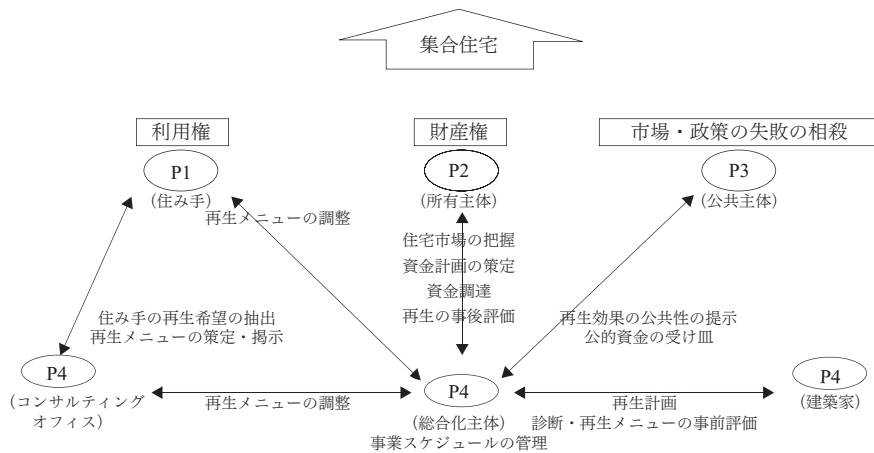 集合住宅
利用権
財産権
市場・政策の失敗の相殺
P1
P2
P3
(住み手)
(所有主体)
(公共主体)
再生メニューの調整
住宅市場の把握
資金計画の策定
資金調達
再生の事後評価
住み手の再生希望の抽出
再生メニューの策定・掲示
再生効果の公共性の提示
公的資金の受け皿
P4
P4
P4
(コンサルティング
オフィス)
再生メニューの調整
(総合化主体)
事業スケジュールの管理
再生計画
診断・再生メニューの事前評価
(建築家)